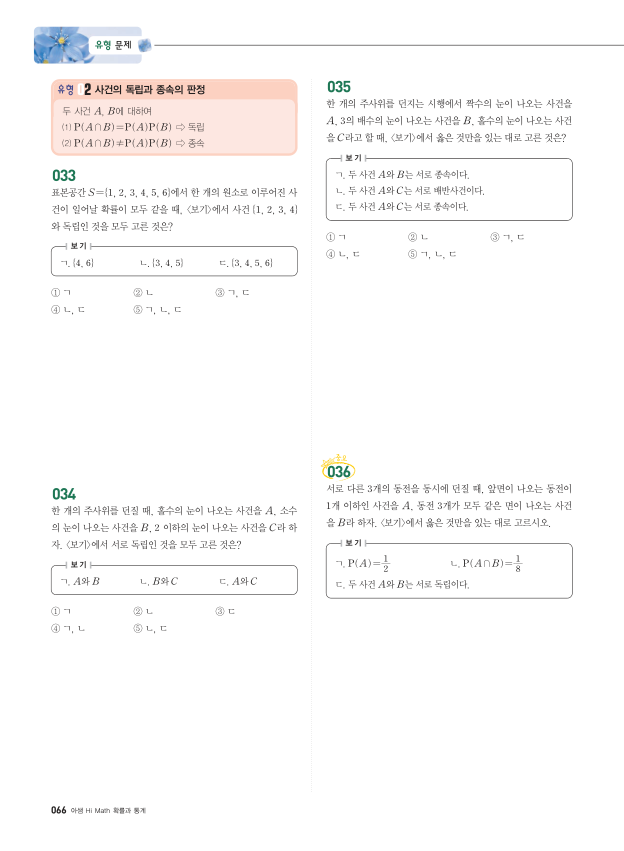 유형 문제
유형 02 사건의 독립과 종속의 판정
두 사건 A, B에 대하여
⑴ P(A∩B)=P(A)P(B) ⇨ 독립
⑵ P(A∩B)≠P(A)P(B) ⇨ 종속
033
표본공간 S={1, 2, 3, 4, 5, 6}에서 한 개의 원소로 이루어진 사
건이 일어날 확률이 모두 같을 때, 〈보기〉에서 사건 {1, 2, 3, 4}
와 독립인 것을 모두 고른 것은?
보기
ㄱ. {4, 6} ㄴ. {3, 4, 5} ㄷ. {3, 4, 5, 6}
① ㄱ ② ㄴ ③ ㄱ, ㄷ
④ ㄴ, ㄷ ⑤ ㄱ, ㄴ, ㄷ
034
한 개의 주사위를 던질 때, 홀수의 눈이 나오는 사건을 A, 소수
의 눈이 나오는 사건을 B, 2 이하의 눈이 나오는 사건을 C라 하
자. 〈보기〉에서 서로 독립인 것을 모두 고른 것은?
보기
ㄱ. A와 B ㄴ. B와 C ㄷ. A와 C
① ㄱ ② ㄴ ③ ㄷ
④ ㄱ, ㄴ ⑤ ㄴ, ㄷ
035
한 개의 주사위를 던지는 시행에서 짝수의 눈이 나오는 사건을
A, 3의 배수의 눈이 나오는 사건을 B, 홀수의 눈이 나오는 사건
을 C라고 할 때, 〈보기〉에서 옳은 것만을 있는 대로 고른 것은?
보기
ㄱ. 두 사건 A와 B는 서로 종속이다.
ㄴ. 두 사건 A와 C는 서로 배반사건이다.
ㄷ. 두 사건 A와 C는 서로 종속이다.
① ㄱ ② ㄴ ③ ㄱ, ㄷ
④ ㄴ, ㄷ ⑤ ㄱ, ㄴ, ㄷ
036
서로 다른 3개의 동전을 동시에 던질 때, 앞면이 나오는 동전이
1개 이하인 사건을 A, 동전 3개가 모두 같은 면이 나오는 사건
을 B라 하자. 〈보기〉에서 옳은 것만을 있는 대로 고르시오.
보기
ㄱ. P(A)=1/2 ㄴ. P(A∩B)=1/8
ㄷ. 두 사건 A와 B는 서로 독립이다.
066 아샘 Hi Math 확률과 통계